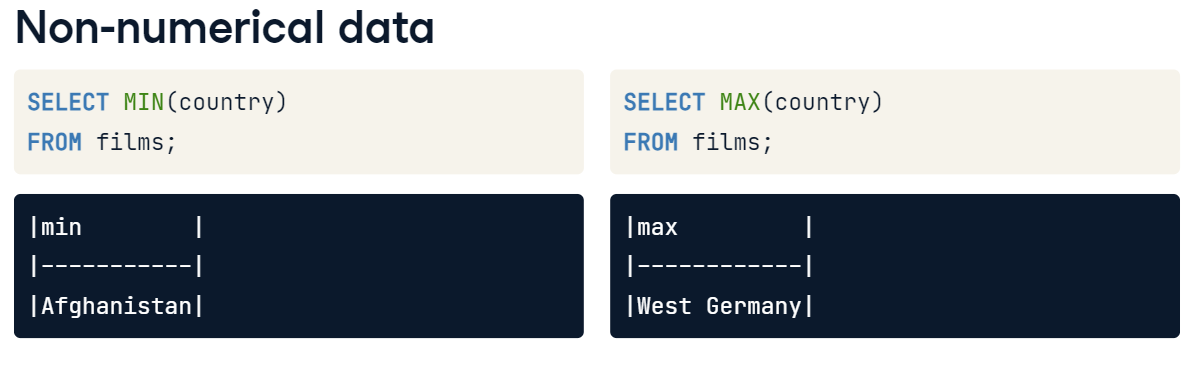 Non-numerical data
SELECT MIN(country)
FROM films;
|min        |
|-----------|
|Afghanistan|
SELECT MAX(country)
FROM films;
|max         |
|------------|
|West Germany|